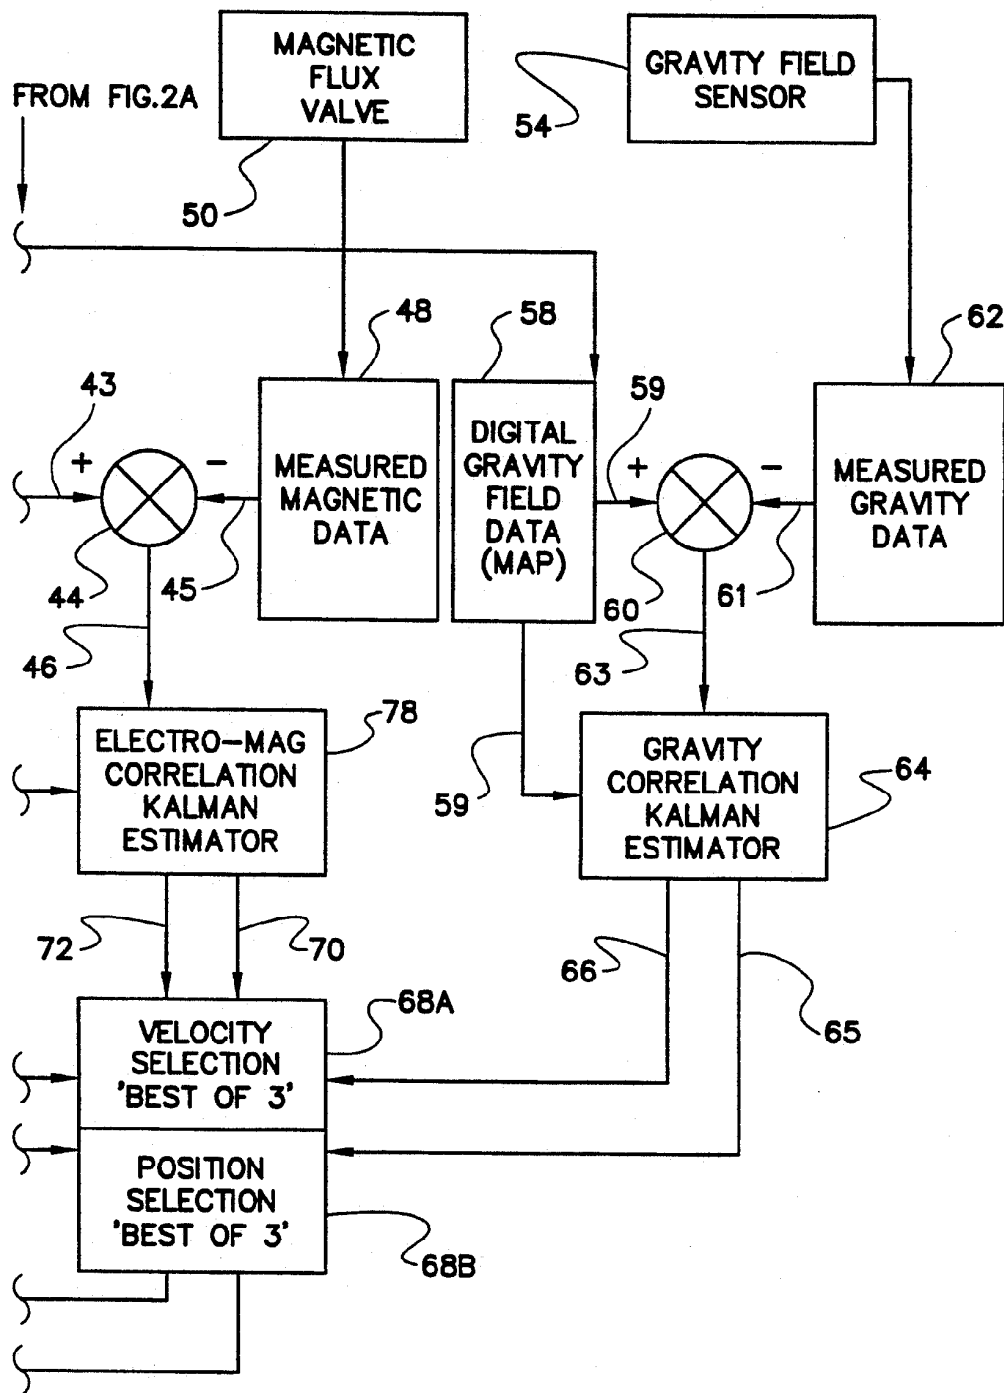 MAGNETIC
FLUX
VALVE
GRAVITY FIELD
SENSOR
FROM FIG.2A
54
50
48
58
62
43
59
+
-
+
-
MEASURED
MAGNETIC
DATA
DIGITAL
GRAVITY
FIELD
DATA
(MAP)
MEASURED
GRAVITY
DATA
44
45
60
61
46
63
78
ELECTRO-MAG
CORRELATION
KALMAN
ESTIMATOR
59
GRAVITY
CORRELATION
KALMAN
ESTIMATOR
64
72
70
66
65
68A
VELOCITY
SELECTION
'BEST OF 3'
POSITION
SELECTION
'BEST OF 3'
68B